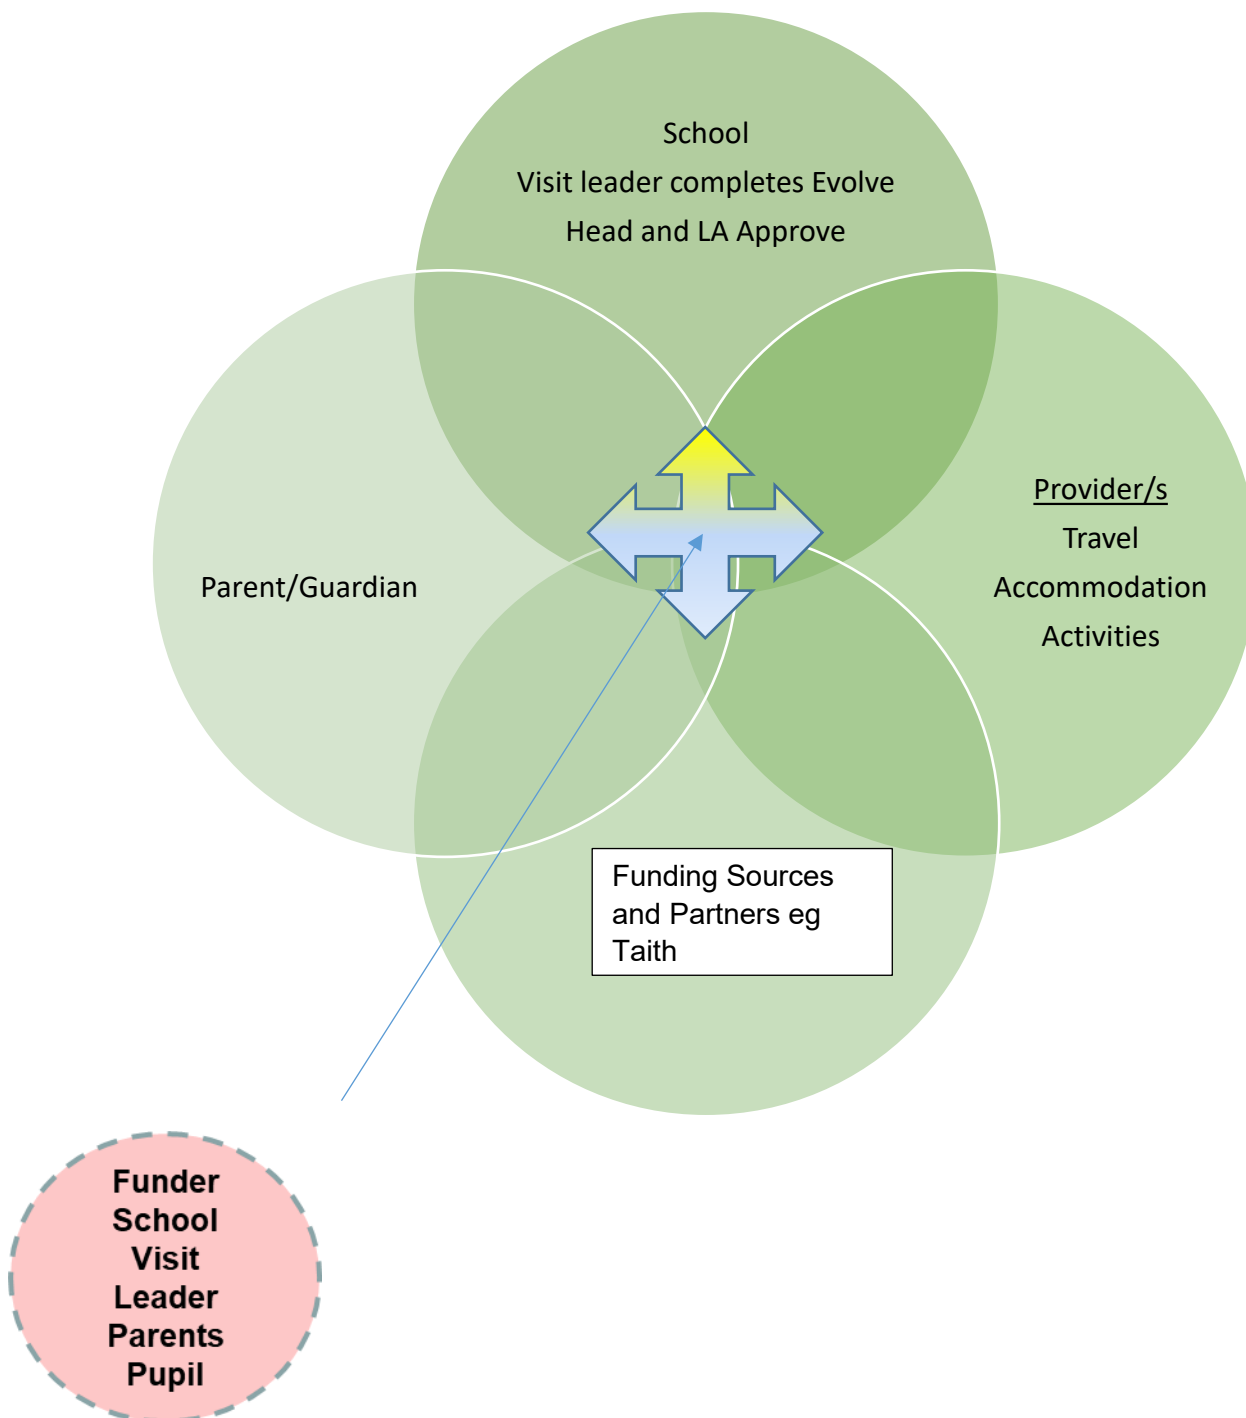 School
Visit leader completes Evolve
Head and LA Approve
Parent/Guardian
Provider/s
Travel
Accommodation
Activities
Funding Sources
and Partners eg
Taith
Funder
School
Visit
Leader
Parents
Pupil